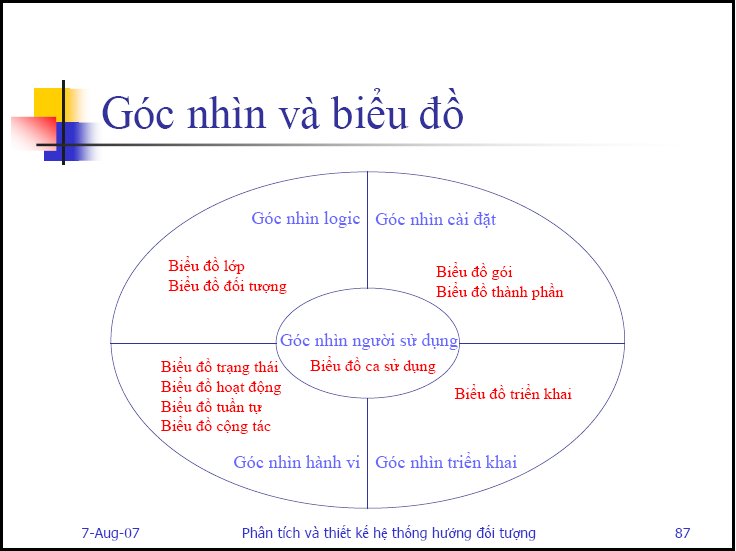 Góc nhìn và biểu đồ
Góc nhìn logic
Góc nhìn cài đặt
Biểu đồ lớp
Biểu đồ đối tượng
Biểu đồ gói
Biểu đồ thành phần
Góc nhìn người sử dụng
Biểu đồ ca sử dụng
Biểu đồ trạng thái
Biểu đồ hoạt động
Biểu đồ tuần tự
Biểu đồ cộng tác
Biểu đồ triển khai
Góc nhìn hành vi
Góc nhìn triển khai
7-Aug-07
Phân tích và thiết kế hệ thống hướng đối tượng
87